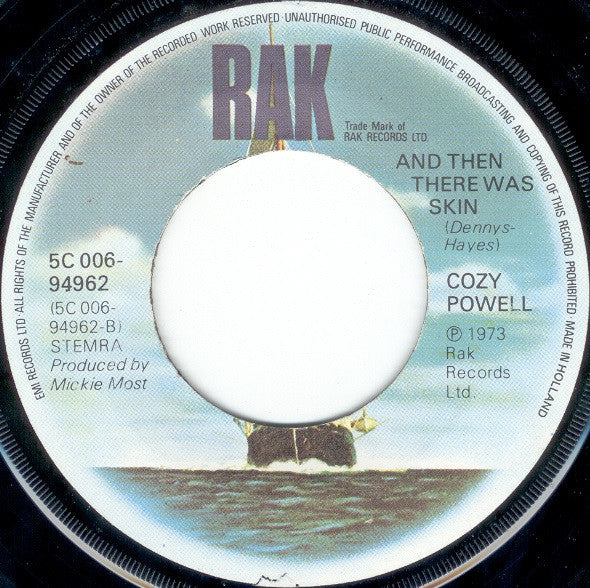 EMI RECORDS LTD·ALL RIGHTS OF THE MANUFACTURER AND OF THE OWNER OF THE RECORDED WORK RESERVED UNAUTHORISED PUBLIC PERFORMANCE BROADCASTING AND COPYING OF THIS RECORD PROHIBITED MADE IN HOLLAND
RAK
Trade Mark of
RAK RECORDS LTD.
AND THEN
THERE WAS
SKIN
(Dennys-
Hayes)
5C 006-
94962
(5C 006-
94962-B)
STEMRA
Produced by
Mickie Most
COZY
POWELL
℗ 1973
Rak
Records
Ltd.